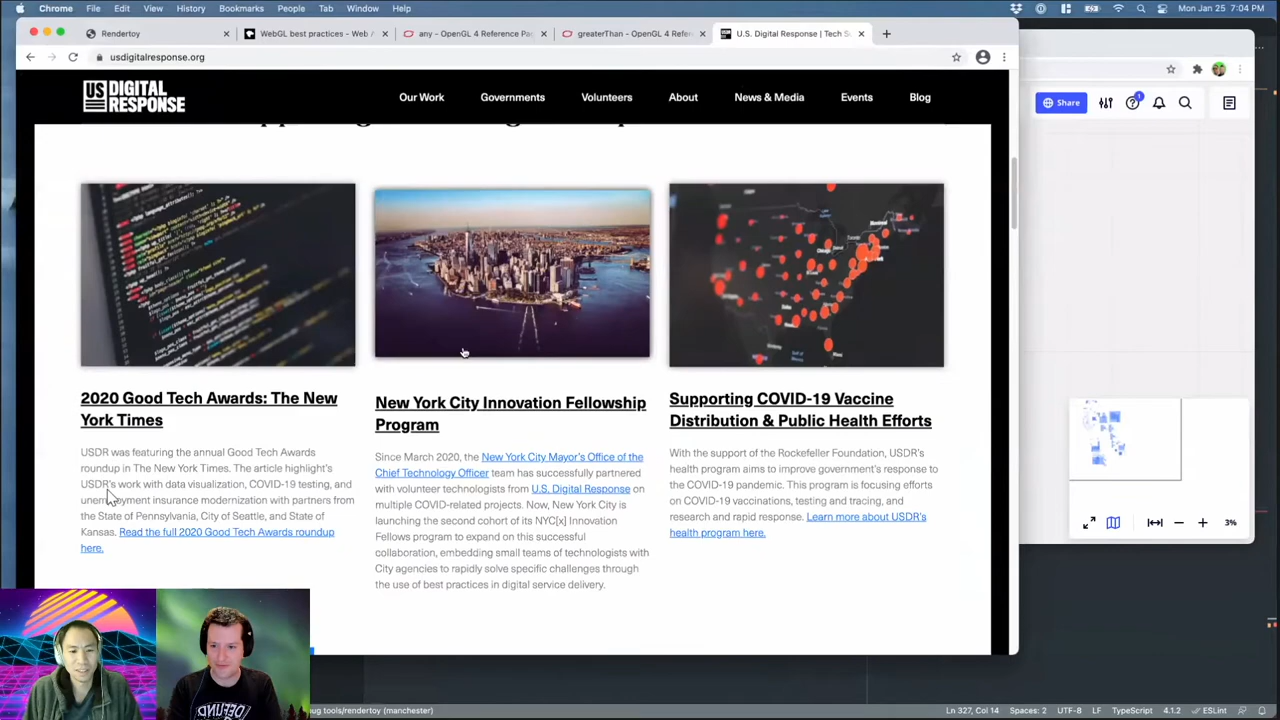 Chrome File Edit View History Bookmarks People Tab Window Help
Mon Jan 25 7:04 PM
Rendertoy
WebGL best practices - Web A
any - OpenGL 4 Reference Pag
greaterThan - OpenGL 4 Refere
U.S. Digital Response | Tech S
usdigitalresponse.org
US DIGITAL
RESPONSE
Our Work Governments Volunteers About News & Media Events Blog
Share
1
2020 Good Tech Awards: The New
York Times
USDR was featuring the annual Good Tech Awards
roundup in The New York Times. The article highlight's
USDR's work with data visualization, COVID-19 testing, and
unemployment insurance modernization with partners from
the State of Pennsylvania, City of Seattle, and State of
Kansas. Read the full 2020 Good Tech Awards roundup
here.
New York City Innovation Fellowship
Program
Since March 2020, the New York City Mayor's Office of the
Chief Technology Officer team has successfully partnered
with volunteer technologists from U.S. Digital Response on
multiple COVID-related projects. Now, New York City is
launching the second cohort of its NYC[x] Innovation
Fellows program to expand on this successful
collaboration, embedding small teams of technologists with
City agencies to rapidly solve specific challenges through
the use of best practices in digital service delivery.
Supporting COVID-19 Vaccine
Distribution & Public Health Efforts
With the support of the Rockefeller Foundation, USDR's
health program aims to improve government's response to
the COVID-19 pandemic. This program is focusing efforts
on COVID-19 vaccinations, testing and tracing, and
research and rapid response. Learn more about USDR's
health program here.
3%
DEFUND
ug tools/rendertoy (manchester)
Ln 327, Col 14 Spaces: 2 UTF-8 LF TypeScript 4.1.2 ESLint